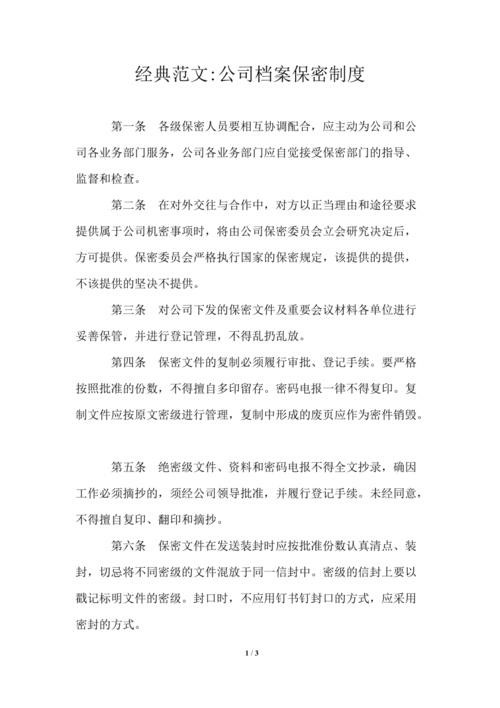 经典范文:公司档案保密制度
第一条 各级保密人员要相互协调配合，应主动为公司和公
司各业务部门服务，公司各业务部门应自觉接受保密部门的指导、
监督和检查。
第二条 在对外交往与合作中，对方以正当理由和途径要求
提供属于公司机密事项时，将由公司保密委员会立会研究决定后，
方可提供。保密委员会严格执行国家的保密规定，该提供的提供，
不该提供的坚决不提供。
第三条 对公司下发的保密文件及重要会议材料各单位进行
妥善保管，并进行登记管理，不得乱扔乱放。
第四条 保密文件的复制必须履行审批、登记手续。要严格
按照批准的份数，不得擅自多印留存。密码电报一律不得复印。复
制文件应按原文密级进行管理，复制中形成的废页应作为密件销毁。
第五条 绝密级文件、资料和密码电报不得全文抄录，确因
工作必须摘抄的，须经公司领导批准，并履行登记手续。未经同意，
不得擅自复印、翻印和摘抄。
第六条 保密文件在发送装封时应按批准份数认真清点、装
封，切忌将不同密级的文件混放于同一信封中。密级的信封上要以
戳记标明文件的密级。封口时，不应用钉书钉封口的方式，应采用
密封的方式。
1 / 3